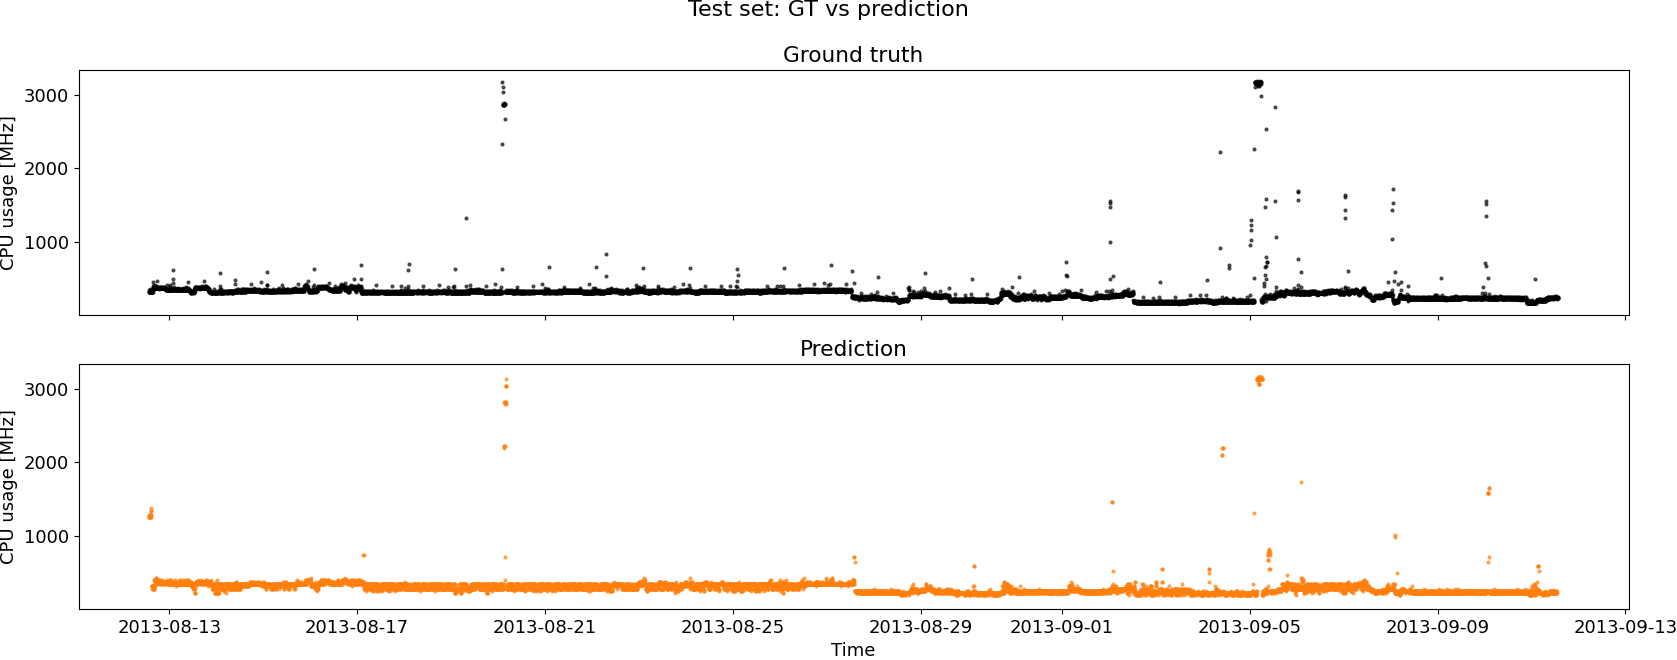 Test set: GT vs prediction
Ground truth
CPU usage [MHz]
3000
2000
1000
Prediction
CPU usage [MHz]
3000
2000
1000
2013-08-13 2013-08-17 2013-08-21 2013-08-25 2013-08-29 2013-09-01 2013-09-05 2013-09-09 2013-09-13
Time